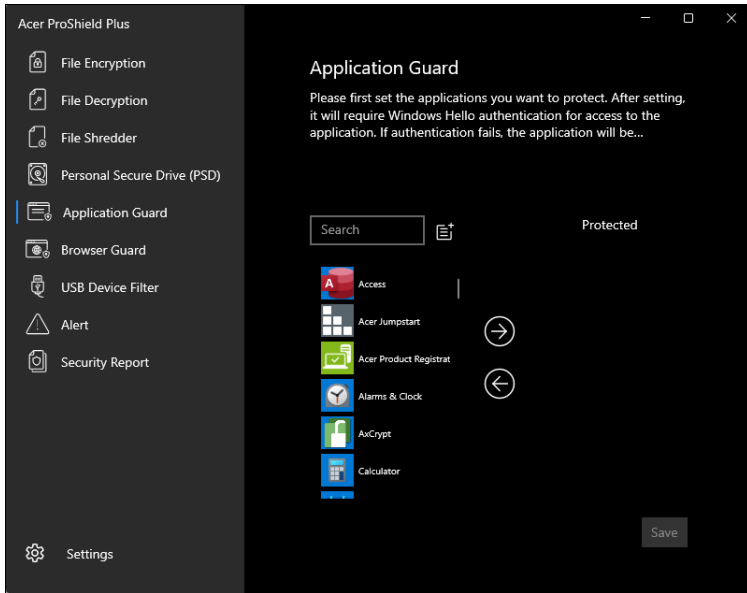 Acer ProShield Plus
File Encryption
File Decryption
File Shredder
Personal Secure Drive (PSD)
Application Guard
Browser Guard
USB Device Filter
Alert
Security Report
Settings
Application Guard
Please first set the applications you want to protect. After setting,
it will require Windows Hello authentication for access to the
application. If authentication fails, the application will be...
Search
Protected
A
Access
Acer Jumpstart
Acer Product Registrat
Alarms & Clock
AxCrypt
Calculator
Save